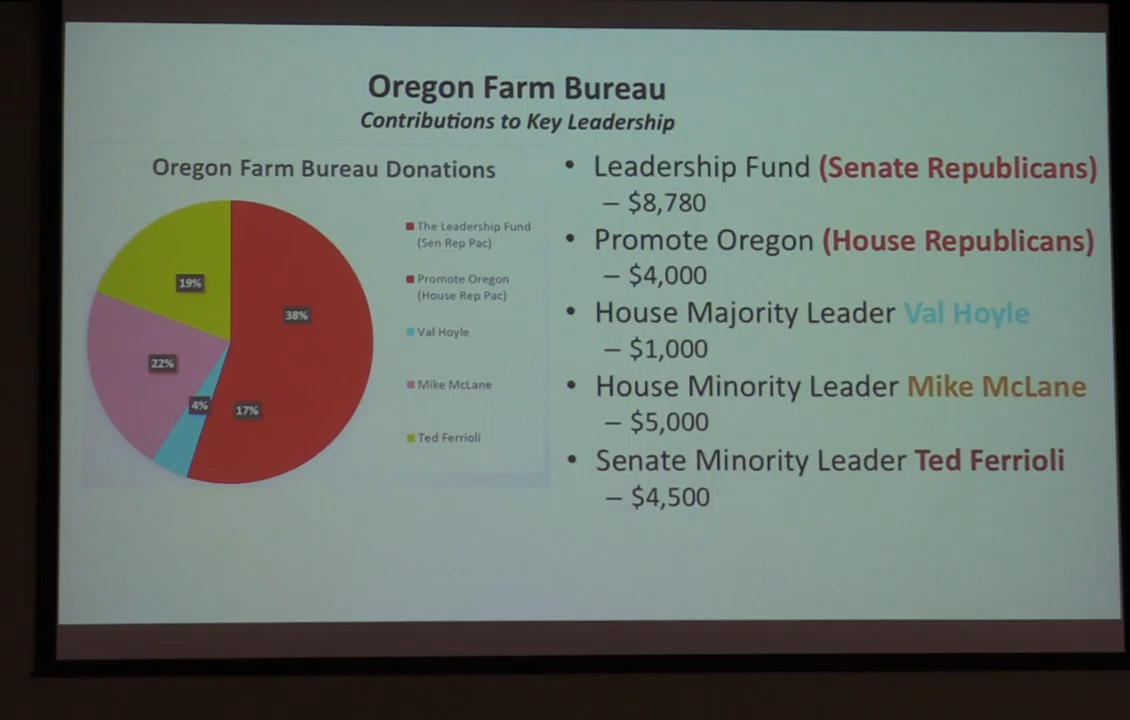 Oregon Farm Bureau
Contributions to Key Leadership
Oregon Farm Bureau Donations
19%
38%
22%
4%
17%
The Leadership Fund
(Sen Rep Pac)
Promote Oregon
(House Rep Pac)
Val Hoyle
Mike McLane
Ted Ferrioli
• Leadership Fund (Senate Republicans)
– $8,780
• Promote Oregon (House Republicans)
– $4,000
• House Majority Leader Val Hoyle
– $1,000
• House Minority Leader Mike McLane
– $5,000
• Senate Minority Leader Ted Ferrioli
– $4,500